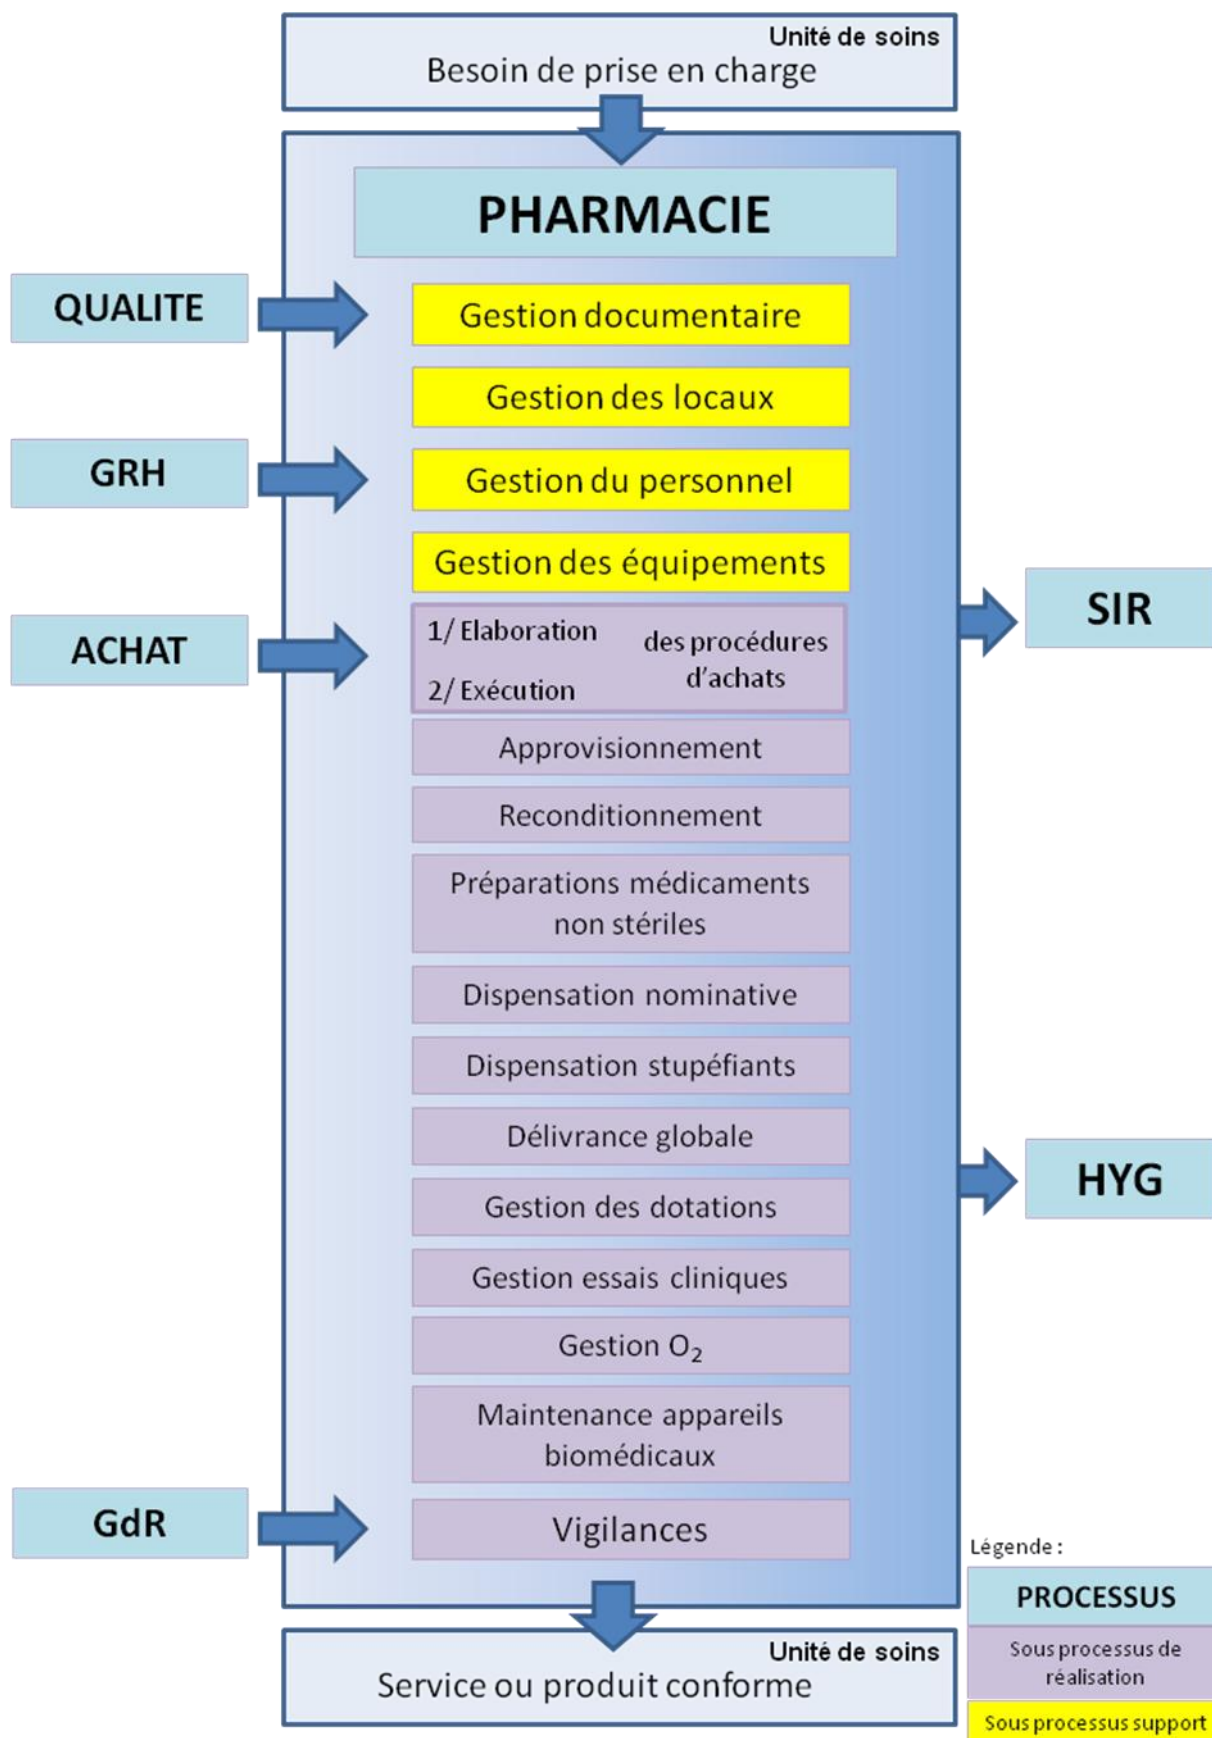 Unité de soins
Besoin de prise en charge
PHARMACIE
QUALITE
Gestion documentaire
Gestion des locaux
GRH
Gestion du personnel
Gestion des équipements
ACHAT
1/ Elaboration
2/ Exécution
des procédures
d'achats
SIR
Approvisionnement
Reconditionnement
Préparations médicaments
non stériles
Dispensation nominative
Dispensation stupéfiants
Délivrance globale
HYG
Gestion des dotations
Gestion essais cliniques
Gestion O₂
Maintenance appareils
biomédicaux
GdR
Vigilances
Unité de soins
Service ou produit conforme
Légende :
PROCESSUS
Sous processus de
réalisation
Sous processus support